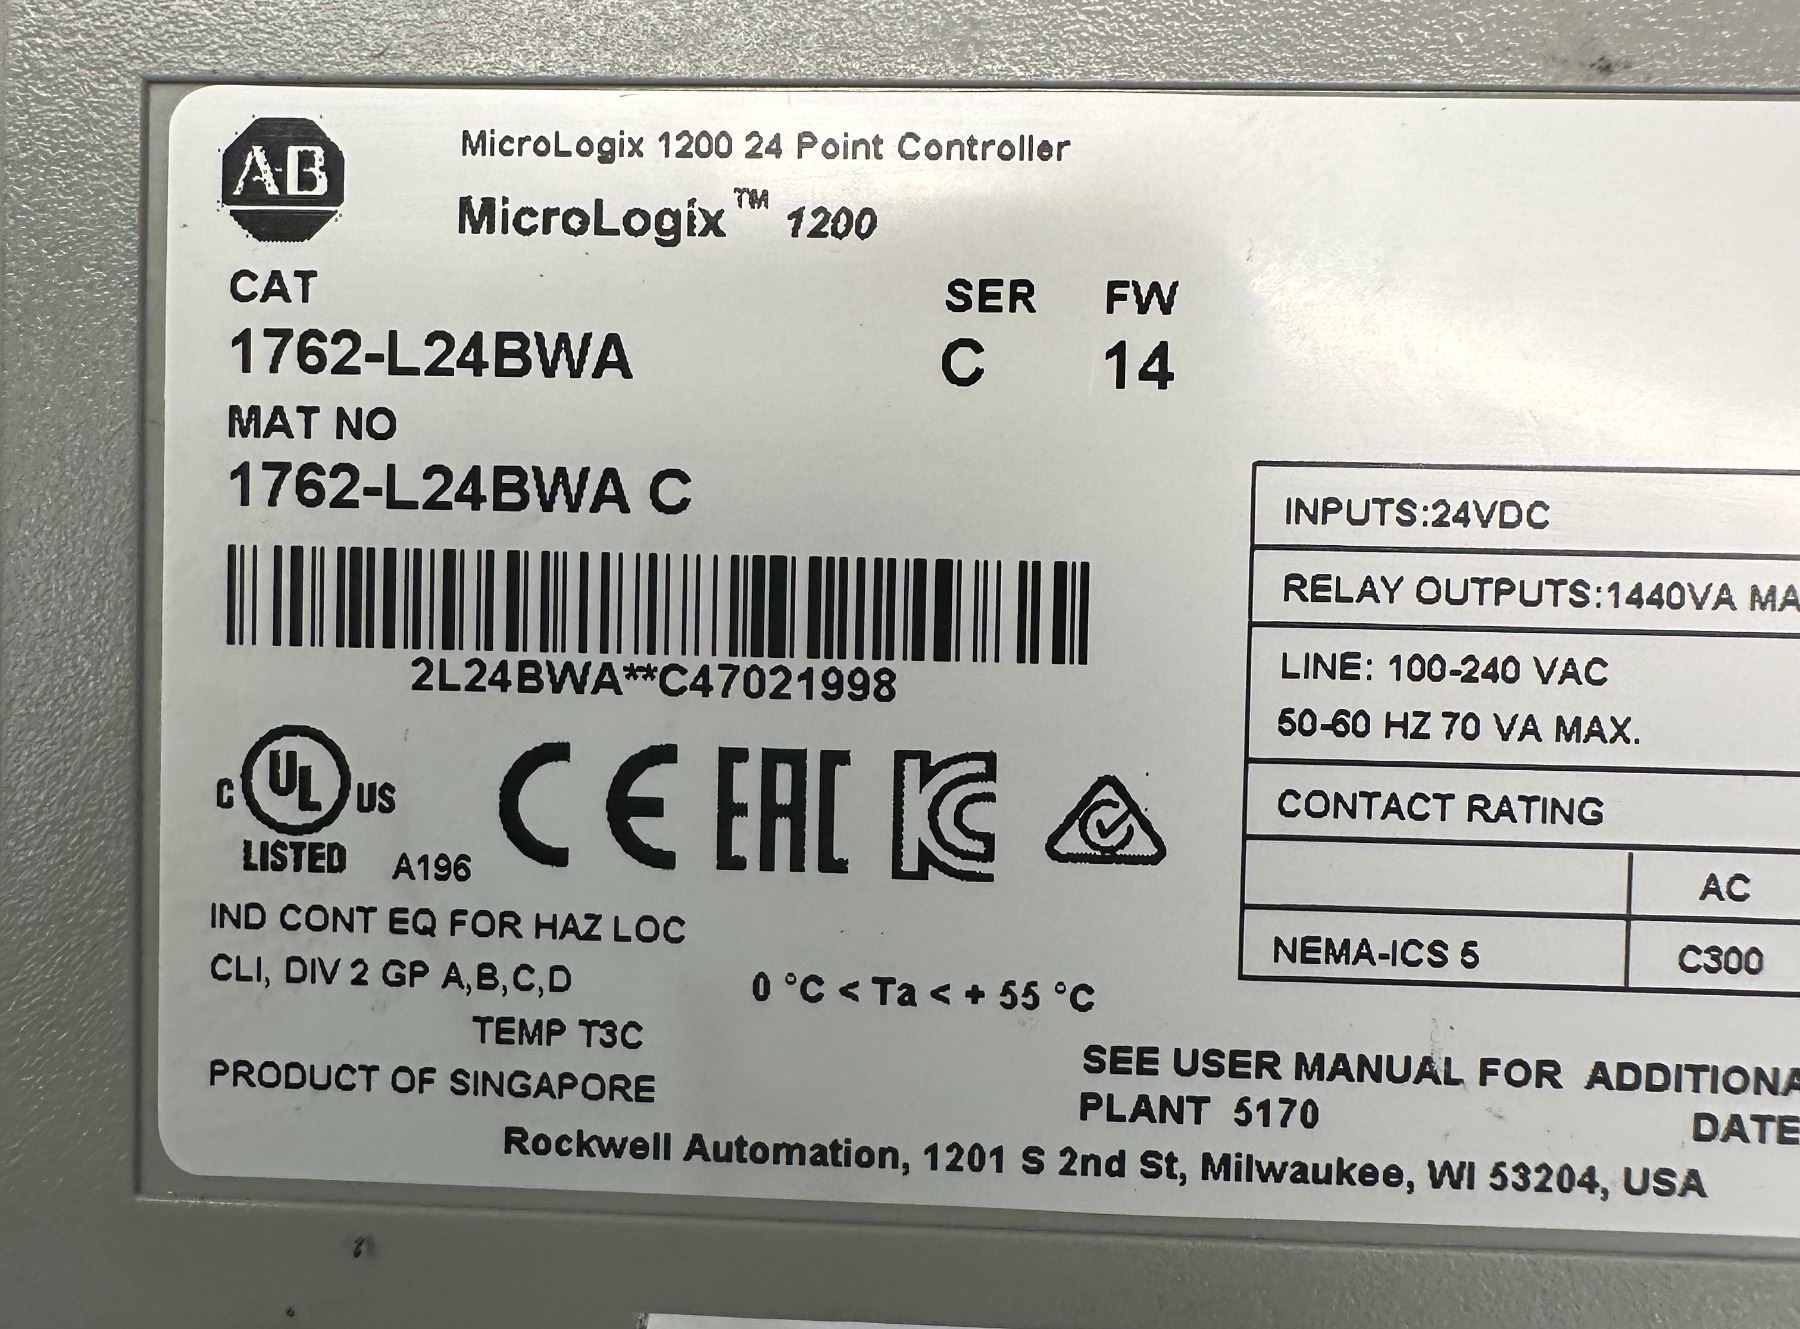 AB
MicroLogix 1200 24 Point Controller
MicroLogix™ 1200
CAT
SER FW
1762-L24BWA
C 14
MAT NO
1762-L24BWA C
2L24BWA**C47021998
C UL US
LISTED A196
CE EAC KC
IND CONT EQ FOR HAZ LOC
CLI, DIV 2 GP A,B,C,D
0 °C < Ta < + 55 °C
TEMP T3C
PRODUCT OF SINGAPORE
INPUTS:24VDC
RELAY OUTPUTS:1440VA MA
LINE: 100-240 VAC
50-60 HZ 70 VA MAX.
CONTACT RATING
AC
NEMA-ICS 5 C300
SEE USER MANUAL FOR ADDITIONA
PLANT 5170 DATE
Rockwell Automation, 1201 S 2nd St, Milwaukee, WI 53204, USA